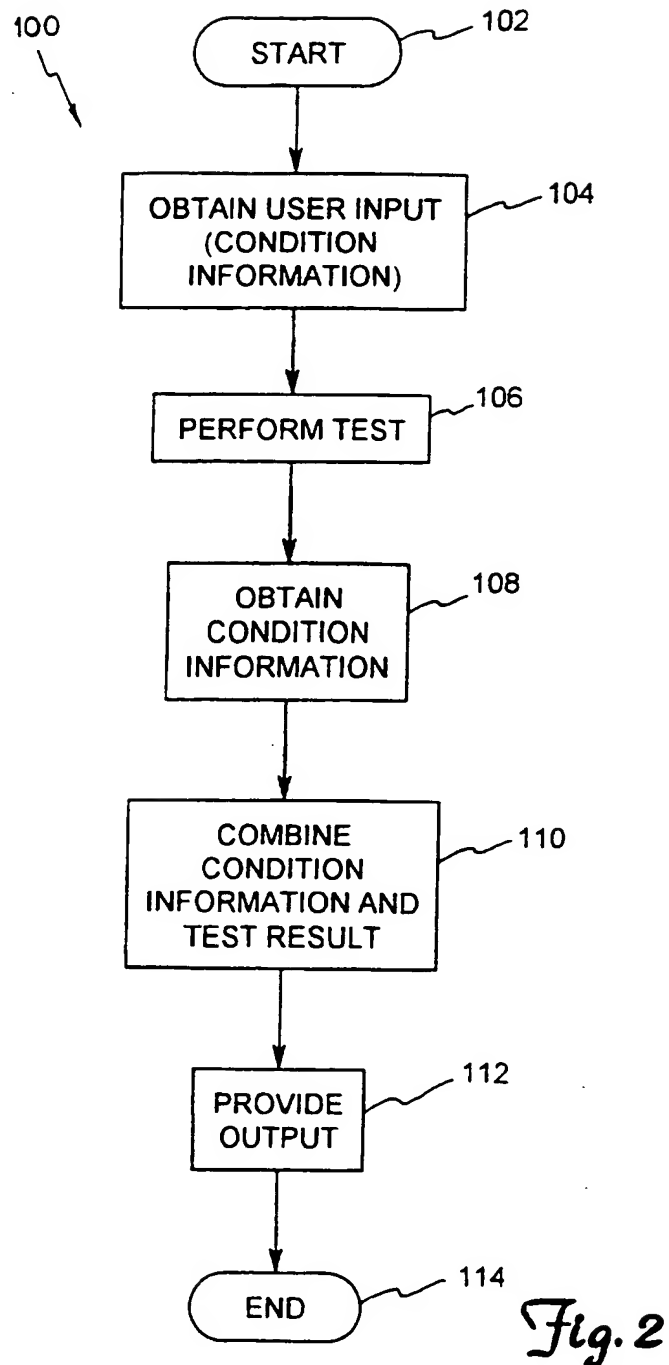 100
START
102
OBTAIN USER INPUT
(CONDITION
INFORMATION)
104
PERFORM TEST
106
OBTAIN
CONDITION
INFORMATION
108
COMBINE
CONDITION
INFORMATION AND
TEST RESULT
110
PROVIDE
OUTPUT
112
END
114
Fig. 2